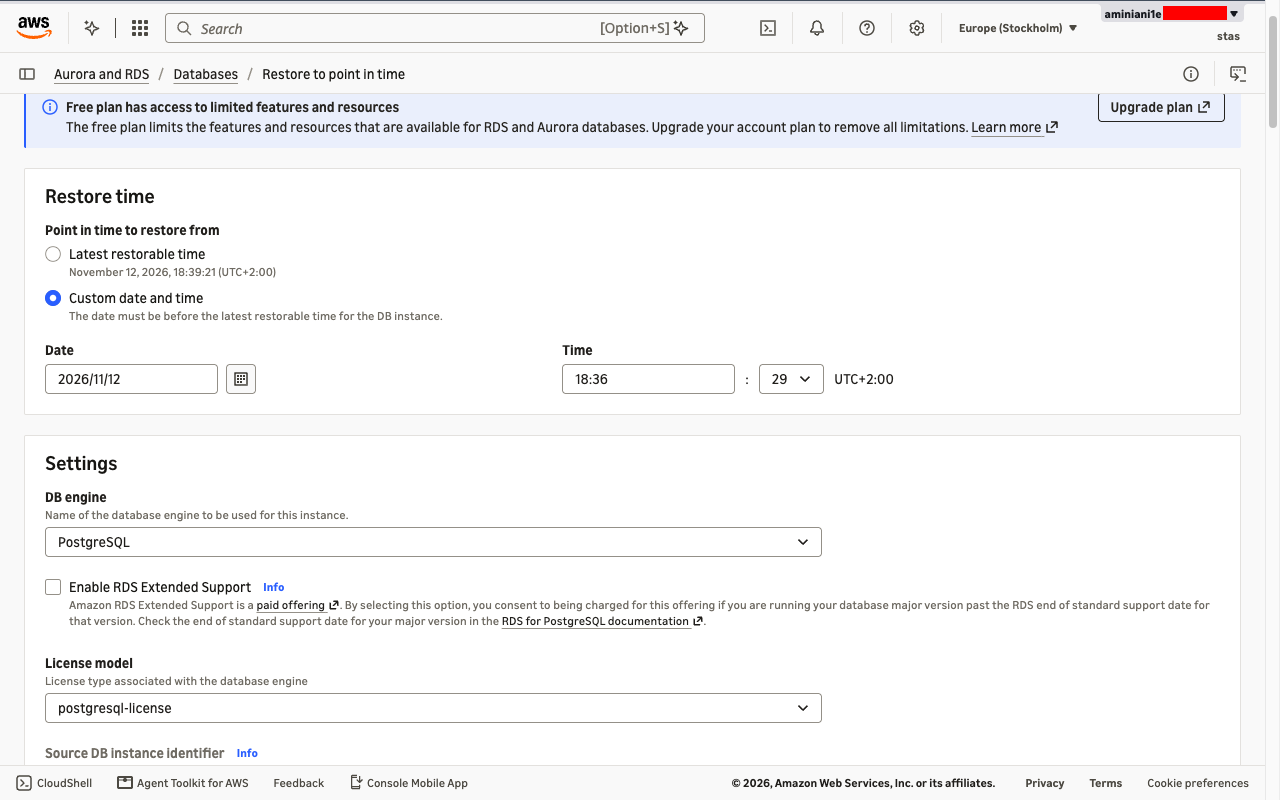 aws
Search
[Option+S]
Europe (Stockholm)
aminiani1e
stas
Aurora and RDS / Databases / Restore to point in time
Free plan has access to limited features and resources
The free plan limits the features and resources that are available for RDS and Aurora databases. Upgrade your account plan to remove all limitations. Learn more
Upgrade plan
Restore time
Point in time to restore from
Latest restorable time
November 12, 2026, 18:39:21 (UTC+2:00)
Custom date and time
The date must be before the latest restorable time for the DB instance.
Date
Time
2026/11/12
18:36 : 29 UTC+2:00
Settings
DB engine
Name of the database engine to be used for this instance.
PostgreSQL
Enable RDS Extended Support Info
Amazon RDS Extended Support is a paid offering. By selecting this option, you consent to being charged for this offering if you are running your database major version past the RDS end of standard support date for
that version. Check the end of standard support date for your major version in the RDS for PostgreSQL documentation.
License model
License type associated with the database engine
postgresql-license
Source DB instance identifier Info
CloudShell
Agent Toolkit for AWS
Feedback
Console Mobile App
© 2026, Amazon Web Services, Inc. or its affiliates.
Privacy
Terms
Cookie preferences